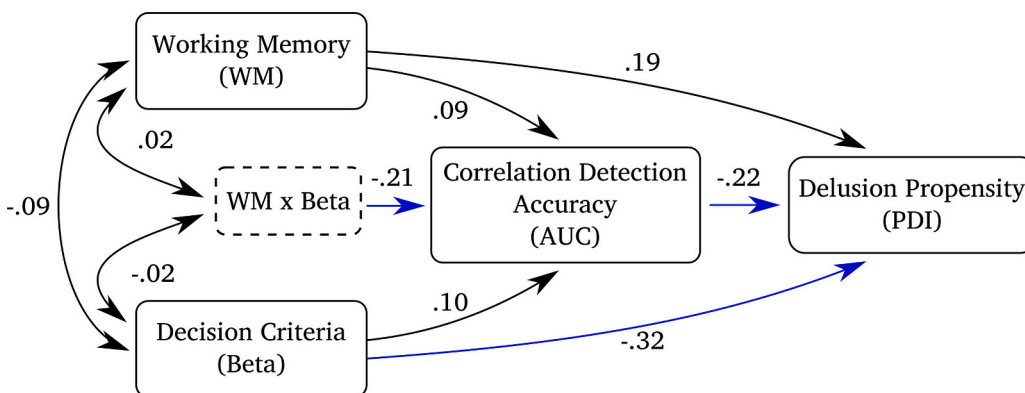 Working Memory
(WM)
.19
.09
.02
-.09
WM x Beta
-.21
Correlation Detection
Accuracy
(AUC)
-.22
Delusion Propensity
(PDI)
-.02
.10
Decision Criteria
(Beta)
-.32